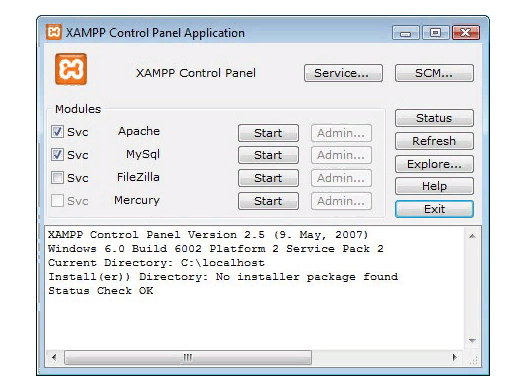 XAMPP Control Panel Application
XAMPP Control Panel
Service...
SCM...
Modules
Svc Apache Start Admin...
Svc MySql Start Admin...
Svc FileZilla Start Admin...
Svc Mercury Start Admin...
Status
Refresh
Explore...
Help
Exit
XAMPP Control Panel Version 2.5 (9. May, 2007)
Windows 6.0 Build 6002 Platform 2 Service Pack 2
Current Directory: C:\localhost
Install(er)) Directory: No installer package found
Status Check OK